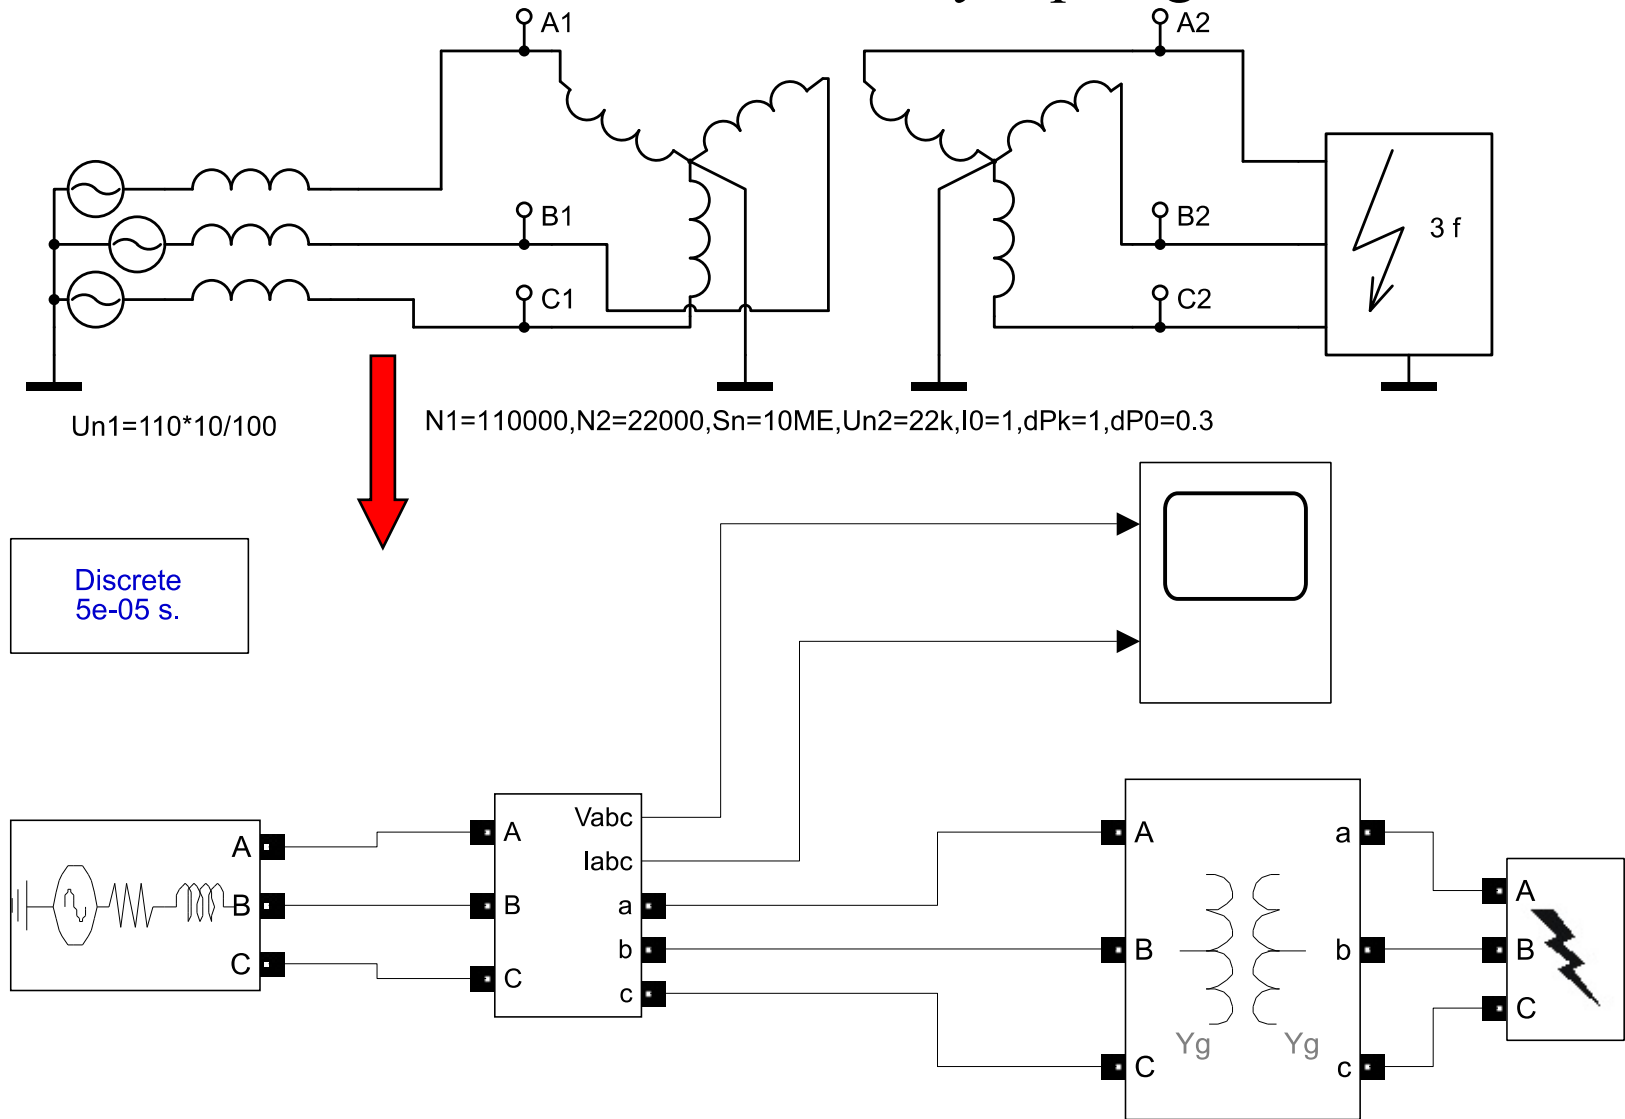 A1
A2
B1
B2
3 f
C1
C2
Un1=110*10/100
N1=110000,N2=22000,Sn=10ME,Un2=22k,I0=1,dPk=1,dP0=0.3
Discrete
5e-05 s.
A
B
C
A
B
C
Vabc
Iabc
a
b
c
A
B
C
Yg
Yg
a
b
c
A
B
C